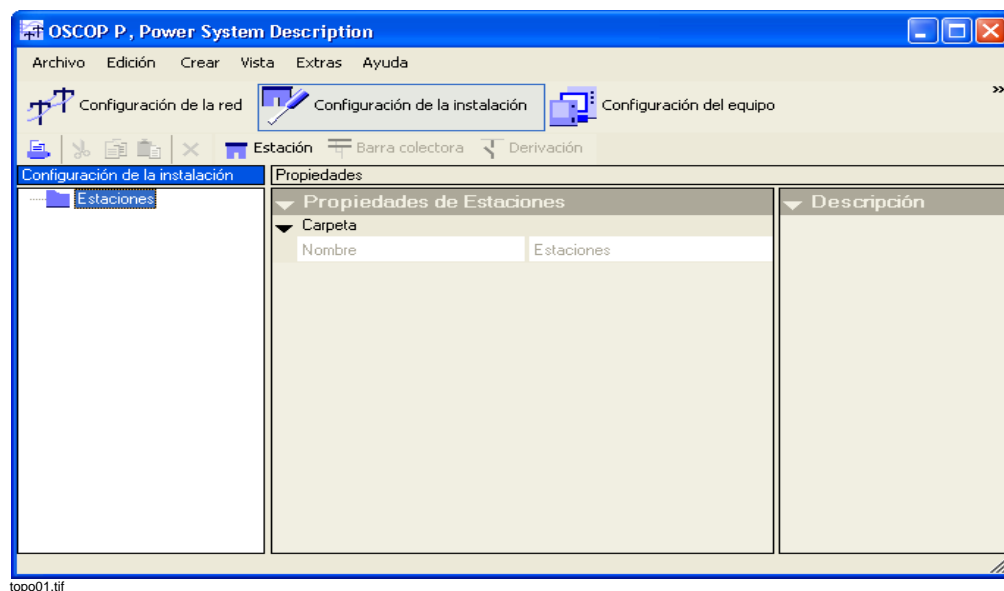 OSCOP P, Power System Description
Archivo Edición Crear Vista Extras Ayuda
Configuración de la red Configuración de la instalación Configuración del equipo »
Estación Barra colectora Derivación
Configuración de la instalación Propiedades
Estaciones Propiedades de Estaciones Descripción
Carpeta
Nombre Estaciones
topo01.tif